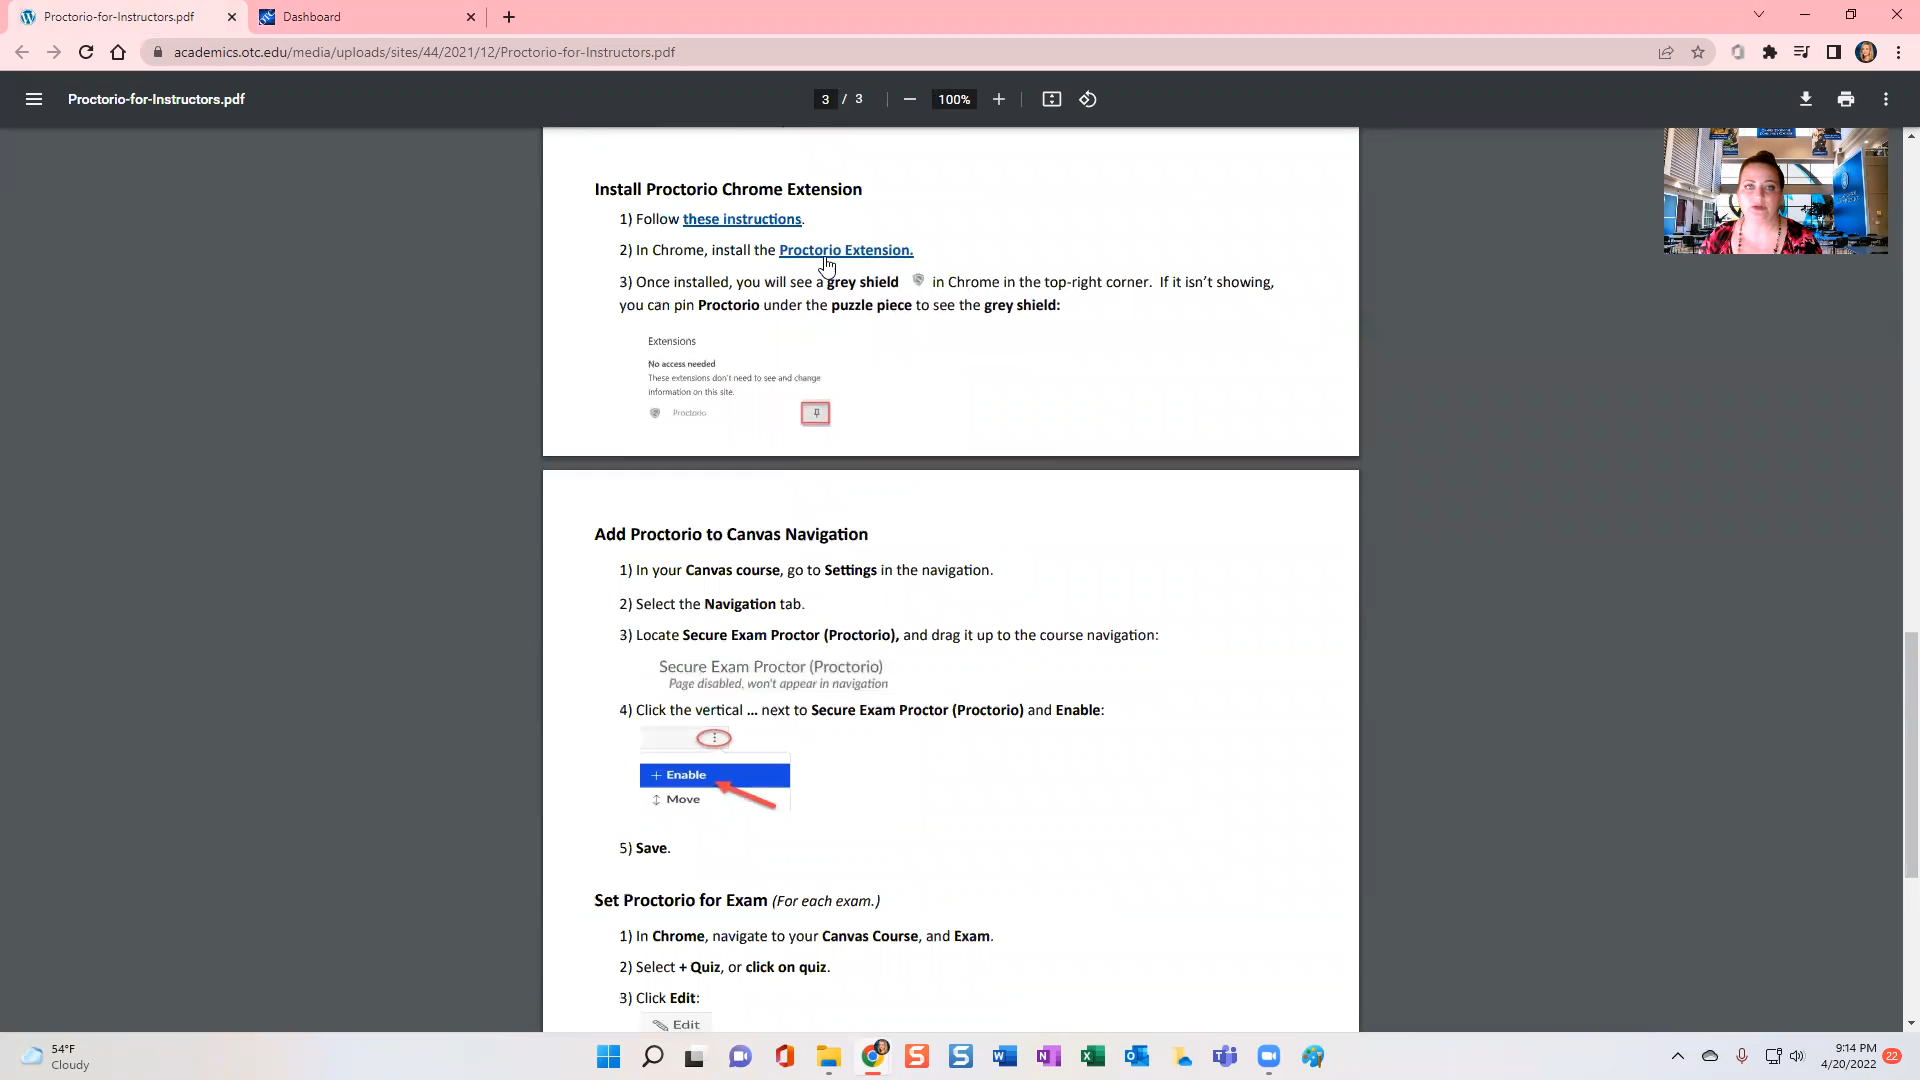 Proctorio-for-Instructors.pdf
Dashboard
academics.otc.edu/media/uploads/sites/44/2021/12/Proctorio-for-Instructors.pdf
Proctorio-for-Instructors.pdf
3 / 3
100%
Install Proctorio Chrome Extension
1) Follow these instructions.
2) In Chrome, install the Proctorio Extension.
3) Once installed, you will see a grey shield in Chrome in the top-right corner. If it isn't showing,
you can pin Proctorio under the puzzle piece to see the grey shield:
Extensions
No access needed
These extensions don't need to see and change
information on this site.
Proctorio
Add Proctorio to Canvas Navigation
1) In your Canvas course, go to Settings in the navigation.
2) Select the Navigation tab.
3) Locate Secure Exam Proctor (Proctorio), and drag it up to the course navigation:
Secure Exam Proctor (Proctorio)
Page disabled, won't appear in navigation
4) Click the vertical ... next to Secure Exam Proctor (Proctorio) and Enable:
+ Enable
Move
5) Save.
Set Proctorio for Exam (For each exam.)
1) In Chrome, navigate to your Canvas Course, and Exam.
2) Select + Quiz, or click on quiz.
3) Click Edit:
Edit
54°F
Cloudy
9:14 PM
4/20/2022
22